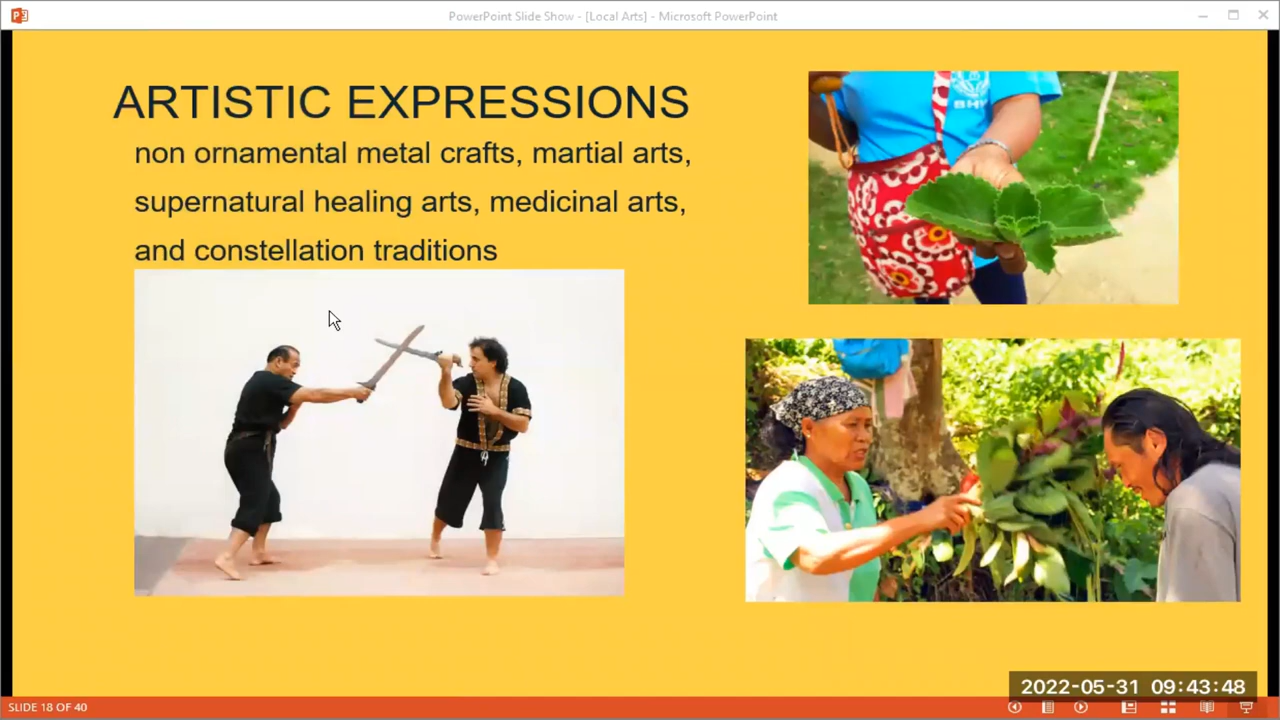 PowerPoint Slide Show - [Local Arts] - Microsoft PowerPoint
ARTISTIC EXPRESSIONS
non ornamental metal crafts, martial arts,
supernatural healing arts, medicinal arts,
and constellation traditions
BHW
2022-05-31 09:43:48
SLIDE 18 OF 40